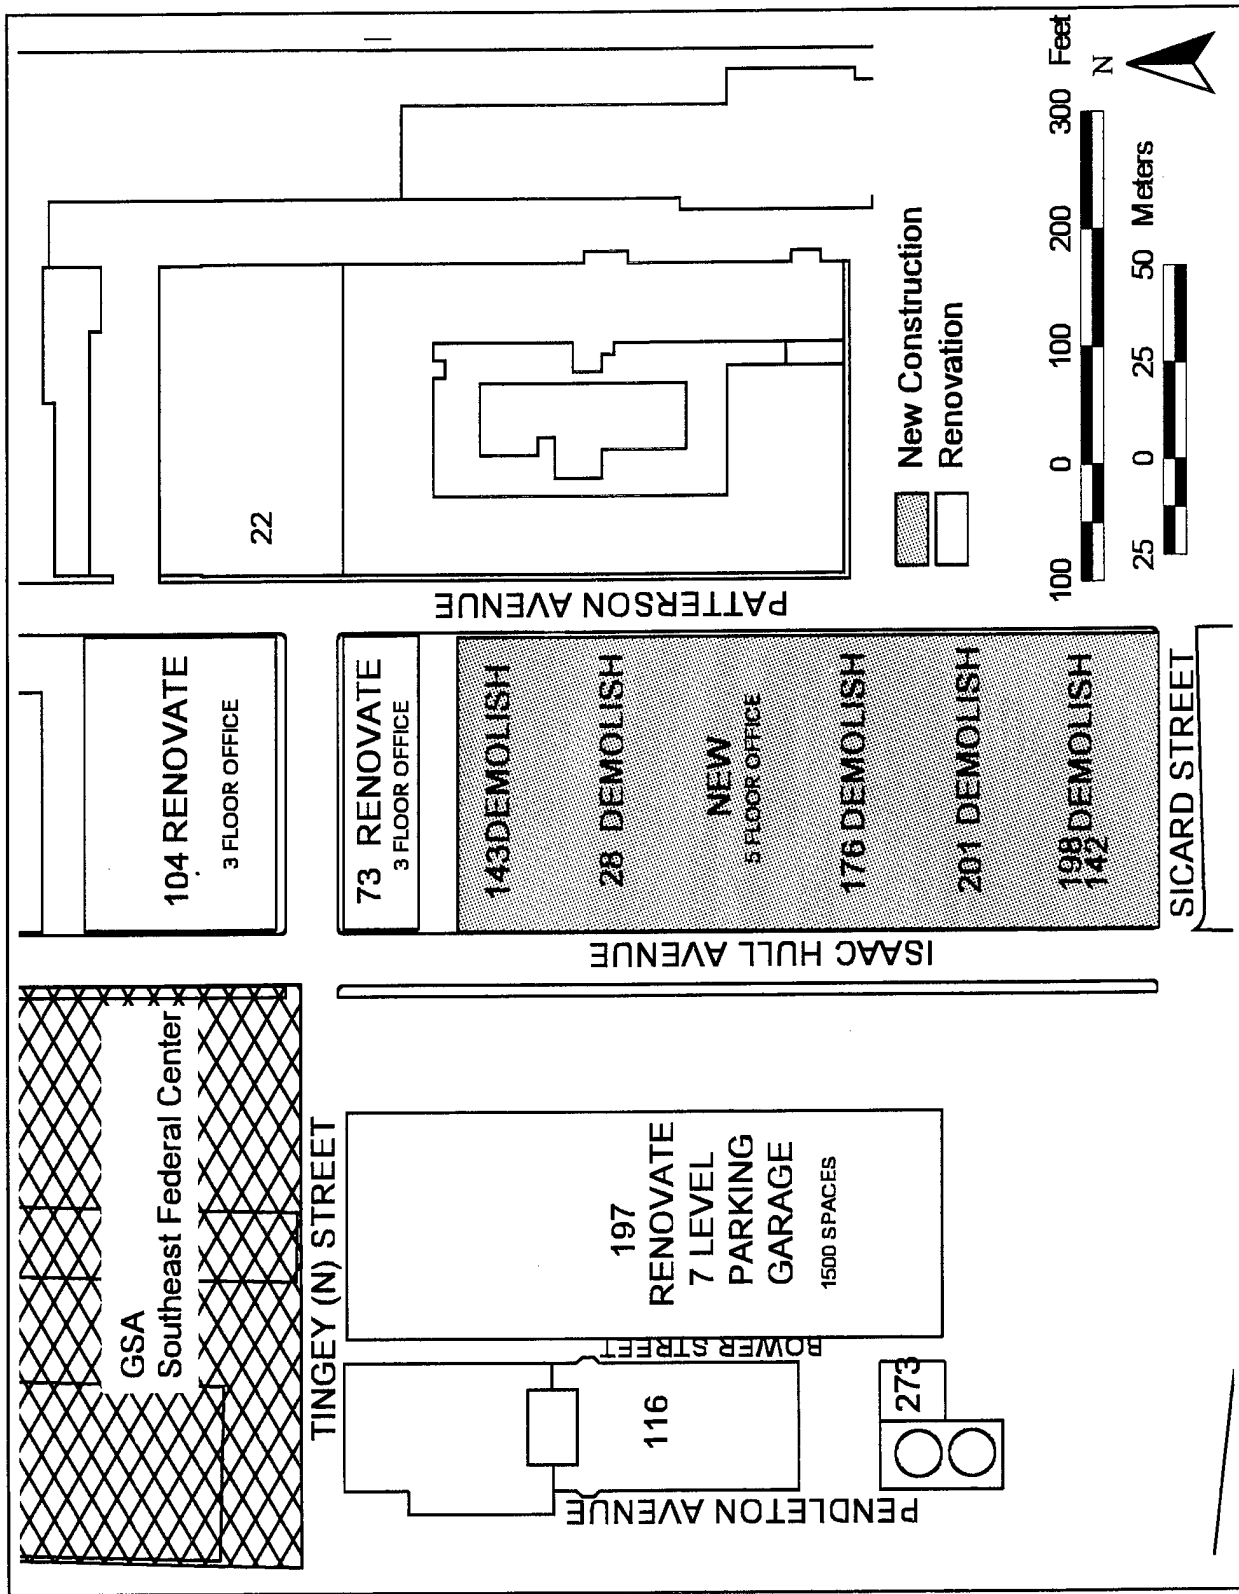 GSA
Southeast Federal Center
TINGEY (N) STREET
104 RENOVATE
3 FLOOR OFFICE
22
73 RENOVATE
3 FLOOR OFFICE
143 DEMOLISH
28 DEMOLISH
NEW
5 FLOOR OFFICE
176 DEMOLISH
201 DEMOLISH
198 DEMOLISH
142
197
RENOVATE
7 LEVEL
PARKING
GARAGE
1500 SPACES
116
273
PENDLETON AVENUE
BOWER STREET
ISAAC HULL AVENUE
PATTERSON AVENUE
SICARD STREET
New Construction
Renovation
100 0 100 200 300 Feet
25 0 25 50 Meters
N